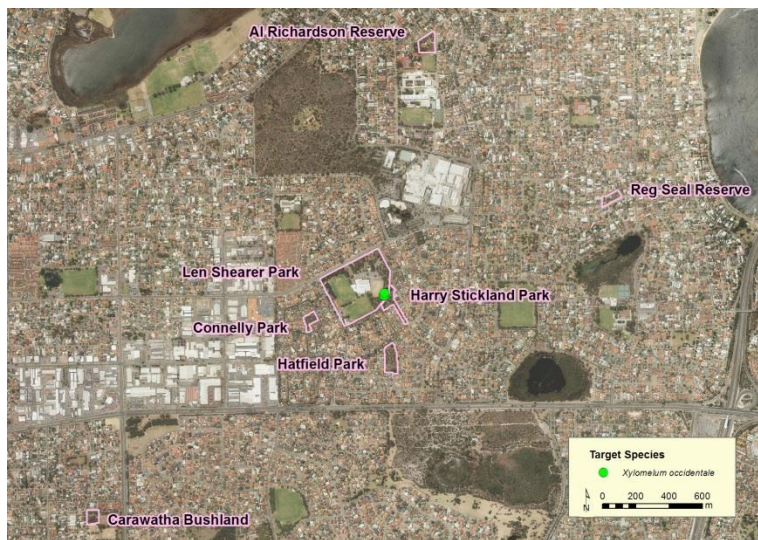 Al Richardson Reserve
Reg Seal Reserve
Len Shearer Park
Harry Stickland Park
Connelly Park
Hatfield Park
Carawatha Bushland
Target Species
Xylomelum occidentale
N
0 200 400 600
m